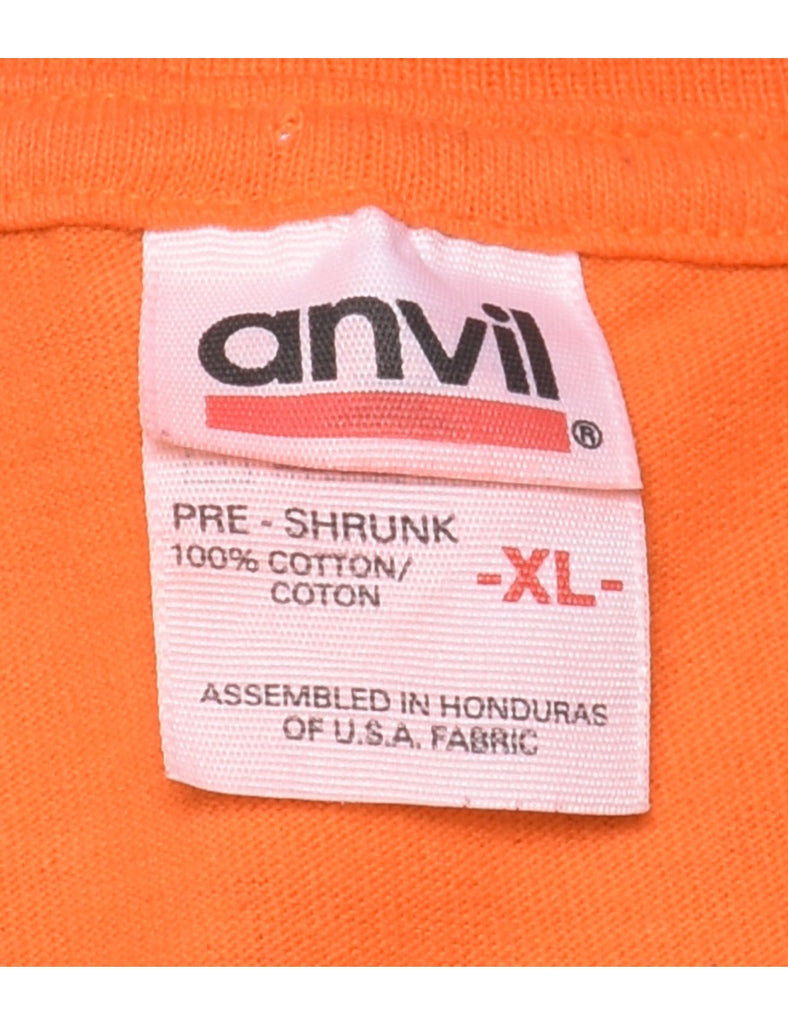 anvil
®
PRE - SHRUNK
100% COTTON/
COTON
-XL-
ASSEMBLED IN HONDURAS
OF U.S.A. FABRIC